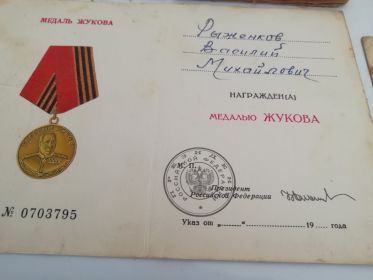 МЕДАЛЬ ЖУКОВА
№ 0703795
Рыженков
Василий
Михайлович
НАГРАЖДЕН(А)
МЕДАЛЬЮ ЖУКОВА
М. П.
Президент
Российской Федерации
Указ от „........“ .................. 19 ..... года